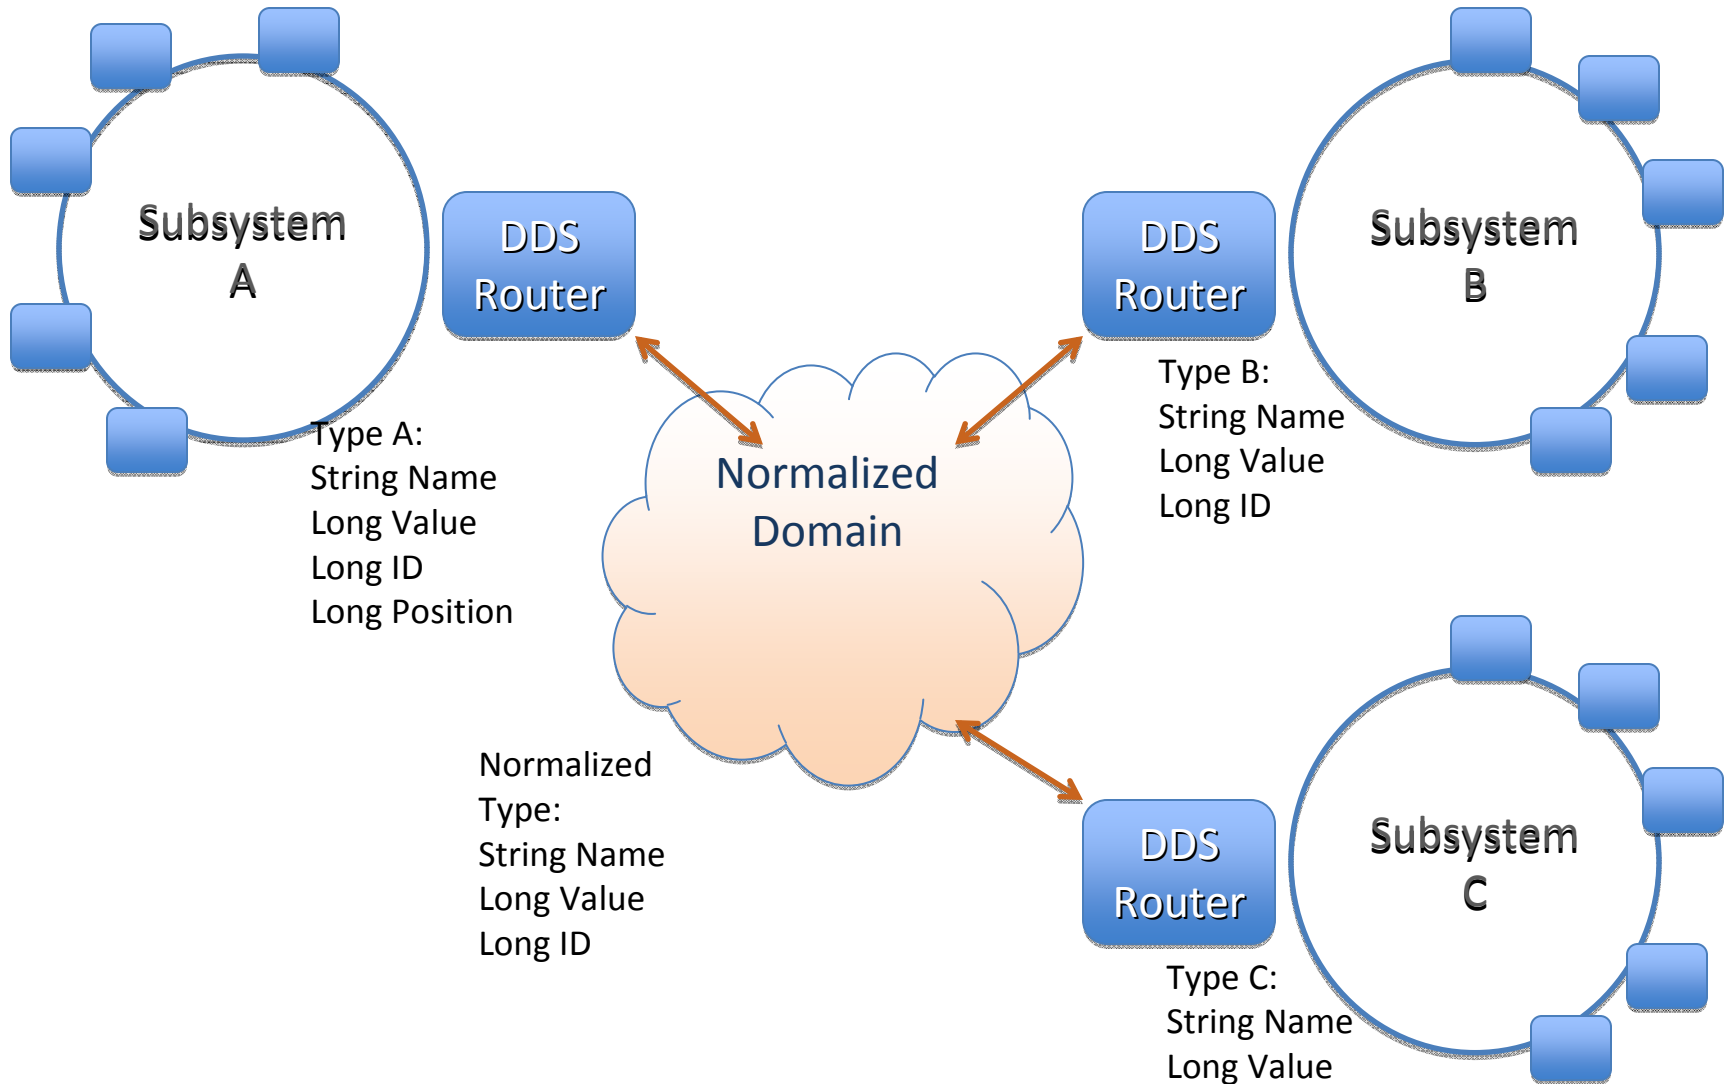 Subsystem
A
DDS
Router
Type A:
String Name
Long Value
Long ID
Long Position
DDS
Router
Subsystem
B
Type B:
String Name
Long Value
Long ID
Normalized
Domain
Normalized
Type:
String Name
Long Value
Long ID
DDS
Router
Subsystem
C
Type C:
String Name
Long Value